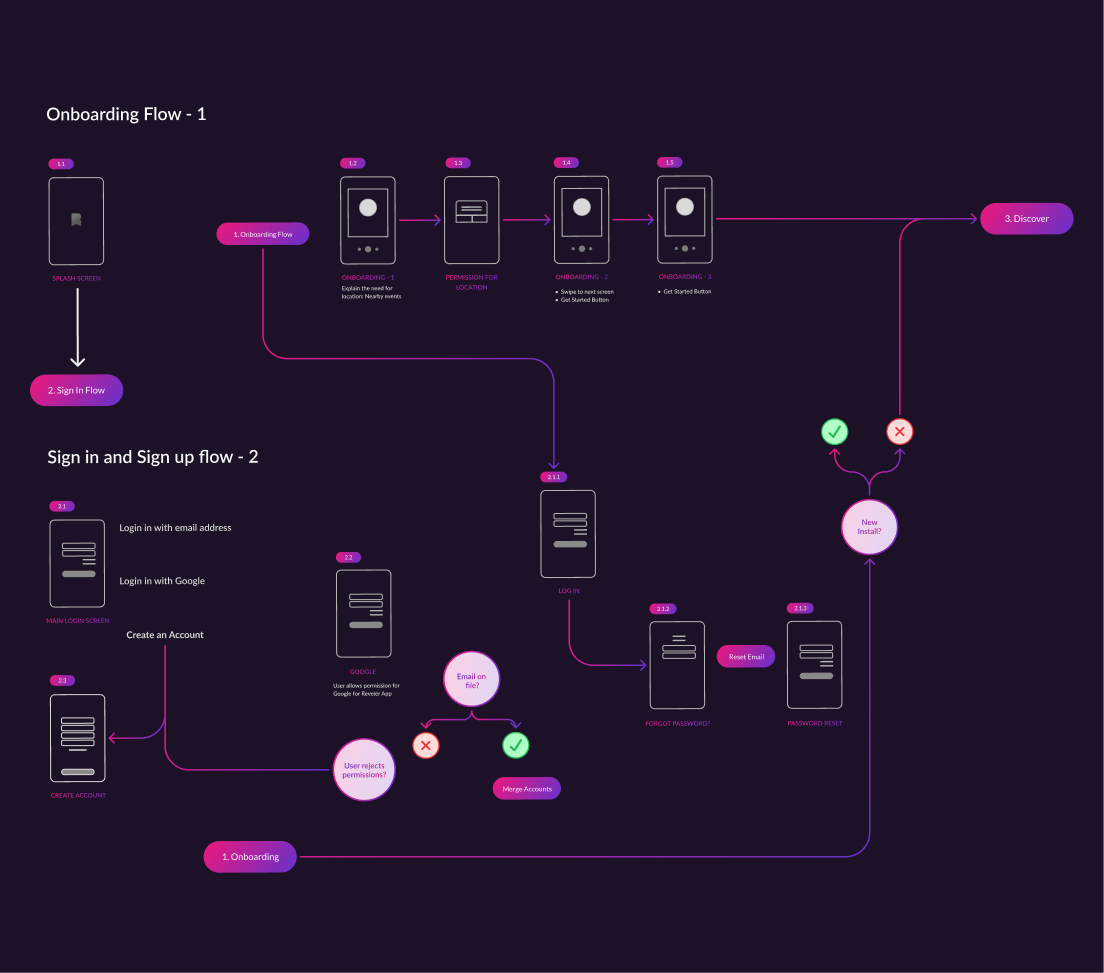 Onboarding Flow - 1
1.1
1.2
1.3
1.4
1.5
R
1. Onboarding Flow
3. Discover
SPLASH SCREEN
ONBOARDING - 1
Explain the need for
location: Nearby events
PERMISSION FOR
LOCATION
ONBOARDING - 2
• Swipe to next screen
• Get Started Button
ONBOARDING - 3
• Get Started Button
2. Sign In Flow
Sign in and Sign up flow - 2
2.1
Login in with email address
Login in with Google
MAIN LOGIN SCREEN
Create an Account
2.1.1
LOG IN
New
Install?
2.2
GOOGLE
User allows permission for
Google for Reveler App
2.1.2
FORGOT PASSWORD?
Reset Email
2.1.3
PASSWORD RESET
2.3
CREATE ACCOUNT
Email on
file?
User rejects
permissions?
Merge Accounts
1. Onboarding